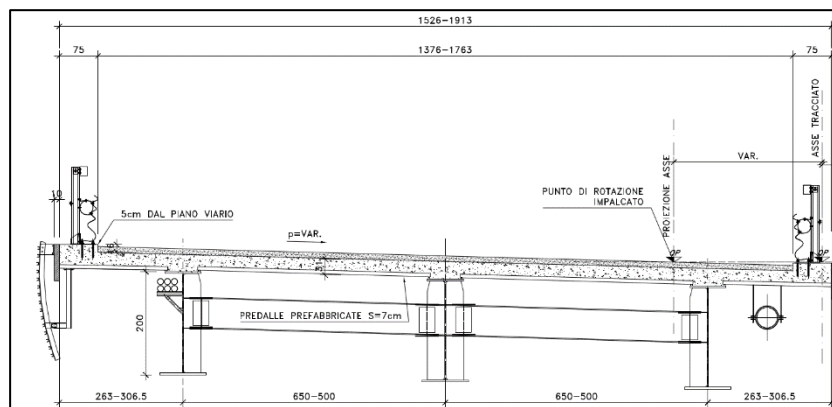 1526-1913
75
1376-1763
75
ASSE TRACCIATO
VAR.
PROIEZIONE ASSE
PUNTO DI ROTAZIONE
IMPALCATO
10
5cm DAL PIANO VIARIO
p=VAR.
31
200
PREDALLE PREFABBRICATE S=7cm
263-306.5
650-500
650-500
263-306.5